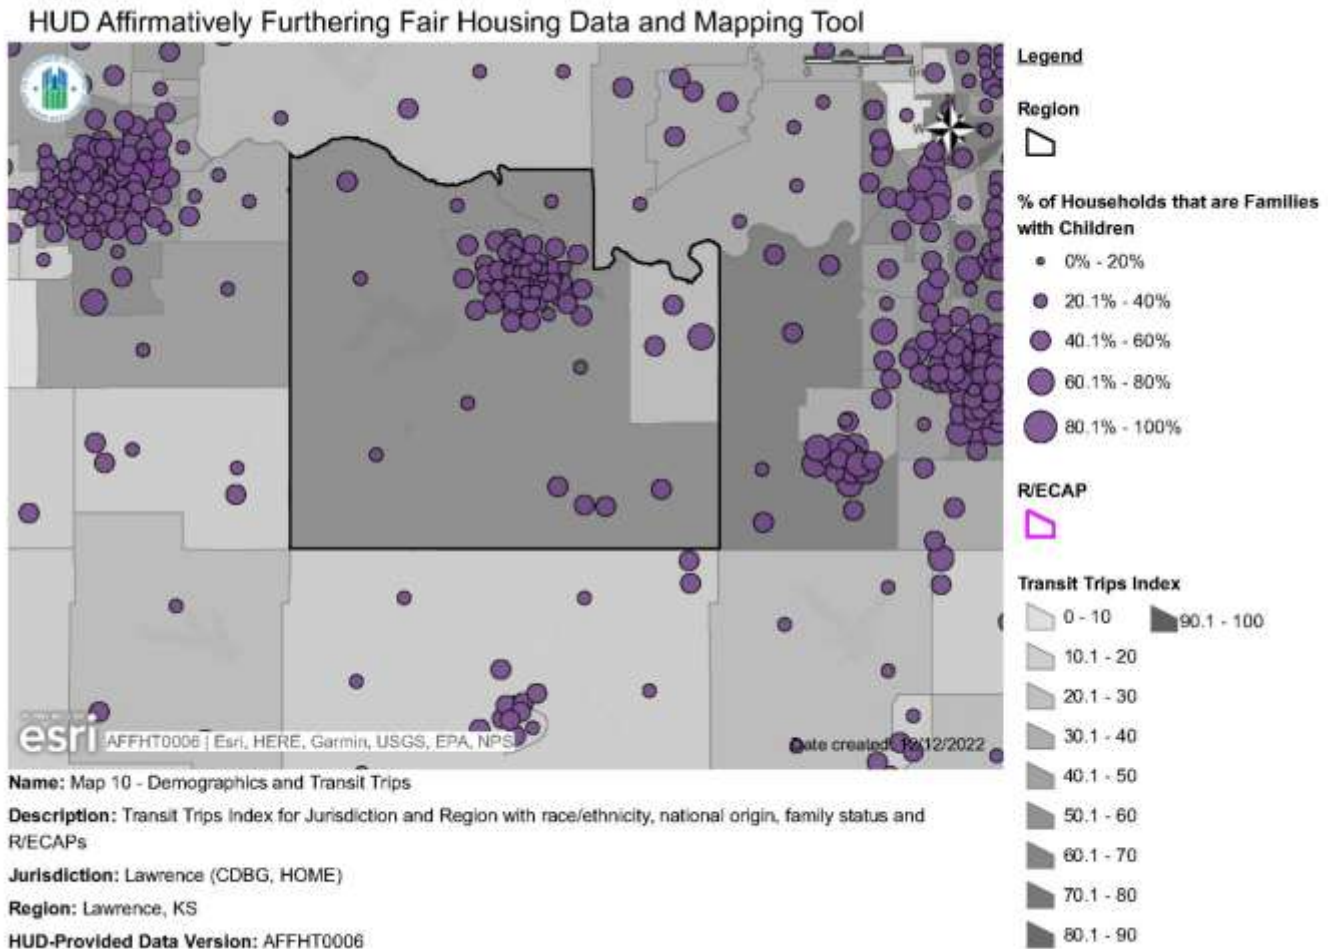 HUD Affirmatively Furthering Fair Housing Data and Mapping Tool
Legend
Region
% of Households that are Families
with Children
0% - 20%
20.1% - 40%
40.1% - 60%
60.1% - 80%
80.1% - 100%
R/ECAP
Transit Trips Index
0 - 10
90.1 - 100
10.1 - 20
20.1 - 30
30.1 - 40
40.1 - 50
50.1 - 60
60.1 - 70
70.1 - 80
80.1 - 90
esri
AFFHT0006 | Esri, HERE, Garmin, USGS, EPA, NPS
Date created: 12/12/2022
Name: Map 10 - Demographics and Transit Trips
Description: Transit Trips Index for Jurisdiction and Region with race/ethnicity, national origin, family status and
R/ECAPs
Jurisdiction: Lawrence (CDBG, HOME)
Region: Lawrence, KS
HUD-Provided Data Version: AFFHT0006